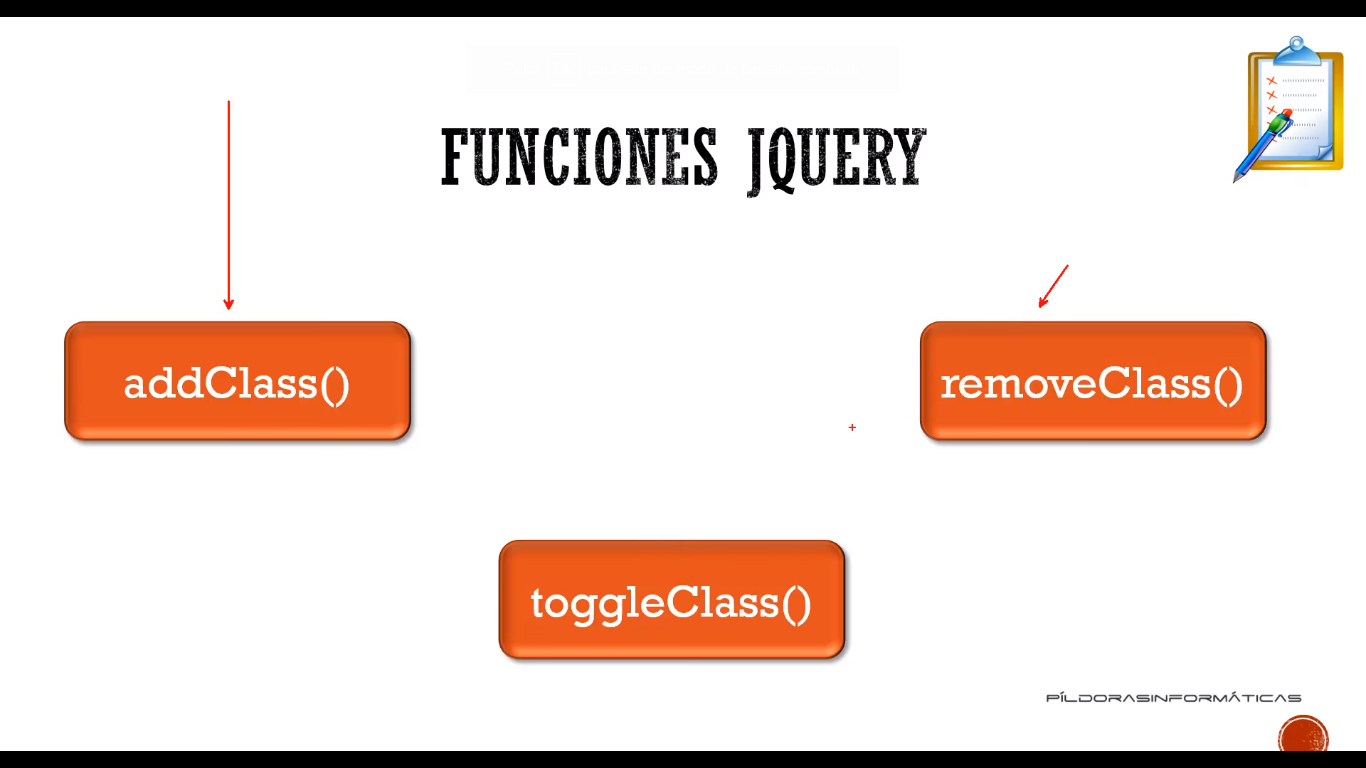 FUNCIONES JQUERY
addClass()
removeClass()
toggleClass()
PÍLDORASINFORMÁTICAS